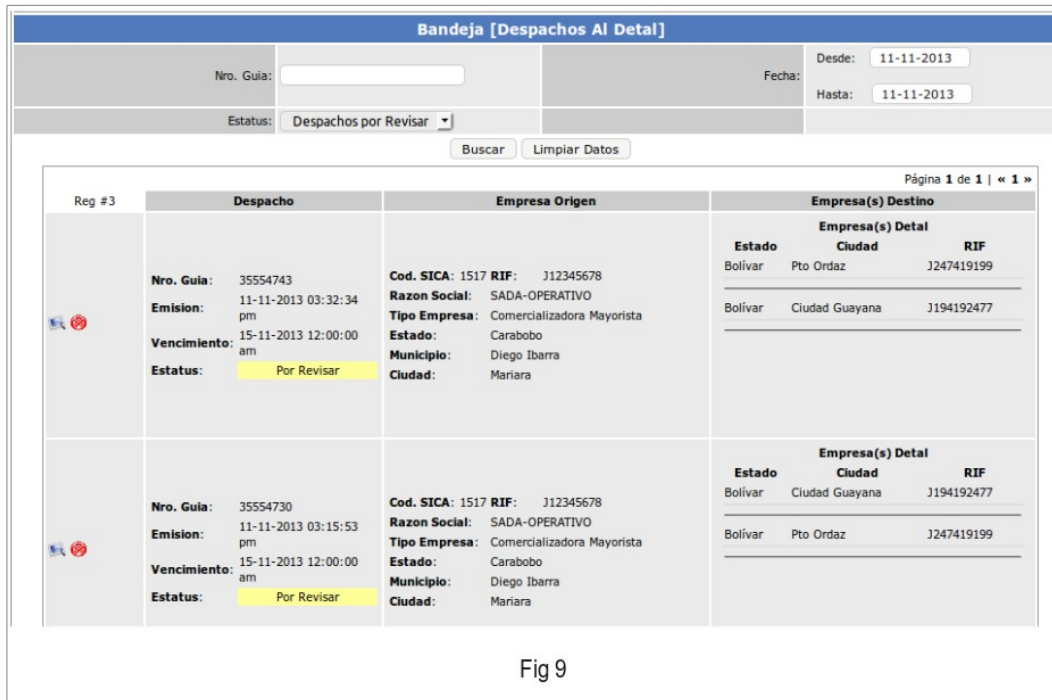 Bandeja [Despachos Al Detal]
Nro. Guia:
Fecha:
Desde: 11-11-2013
Hasta: 11-11-2013
Estatus: Despachos por Revisar
Buscar Limpiar Datos
Página 1 de 1 | « 1 »
Reg #3 Despacho Empresa Origen Empresa(s) Destino
Nro. Guia: 35554743
Emision: 11-11-2013 03:32:34
pm
Vencimiento: 15-11-2013 12:00:00
am
Estatus: Por Revisar
Cod. SICA: 1517 RIF: J12345678
Razon Social: SADA-OPERATIVO
Tipo Empresa: Comercializadora Mayorista
Estado: Carabobo
Municipio: Diego Ibarra
Ciudad: Mariara
Empresa(s) Detal
Estado Ciudad RIF
Bolívar Pto Ordaz J247419199
Bolívar Ciudad Guayana J194192477
Nro. Guia: 35554730
Emision: 11-11-2013 03:15:53
pm
Vencimiento: 15-11-2013 12:00:00
am
Estatus: Por Revisar
Cod. SICA: 1517 RIF: J12345678
Razon Social: SADA-OPERATIVO
Tipo Empresa: Comercializadora Mayorista
Estado: Carabobo
Municipio: Diego Ibarra
Ciudad: Mariara
Empresa(s) Detal
Estado Ciudad RIF
Bolívar Ciudad Guayana J194192477
Bolívar Pto Ordaz J247419199
Fig 9